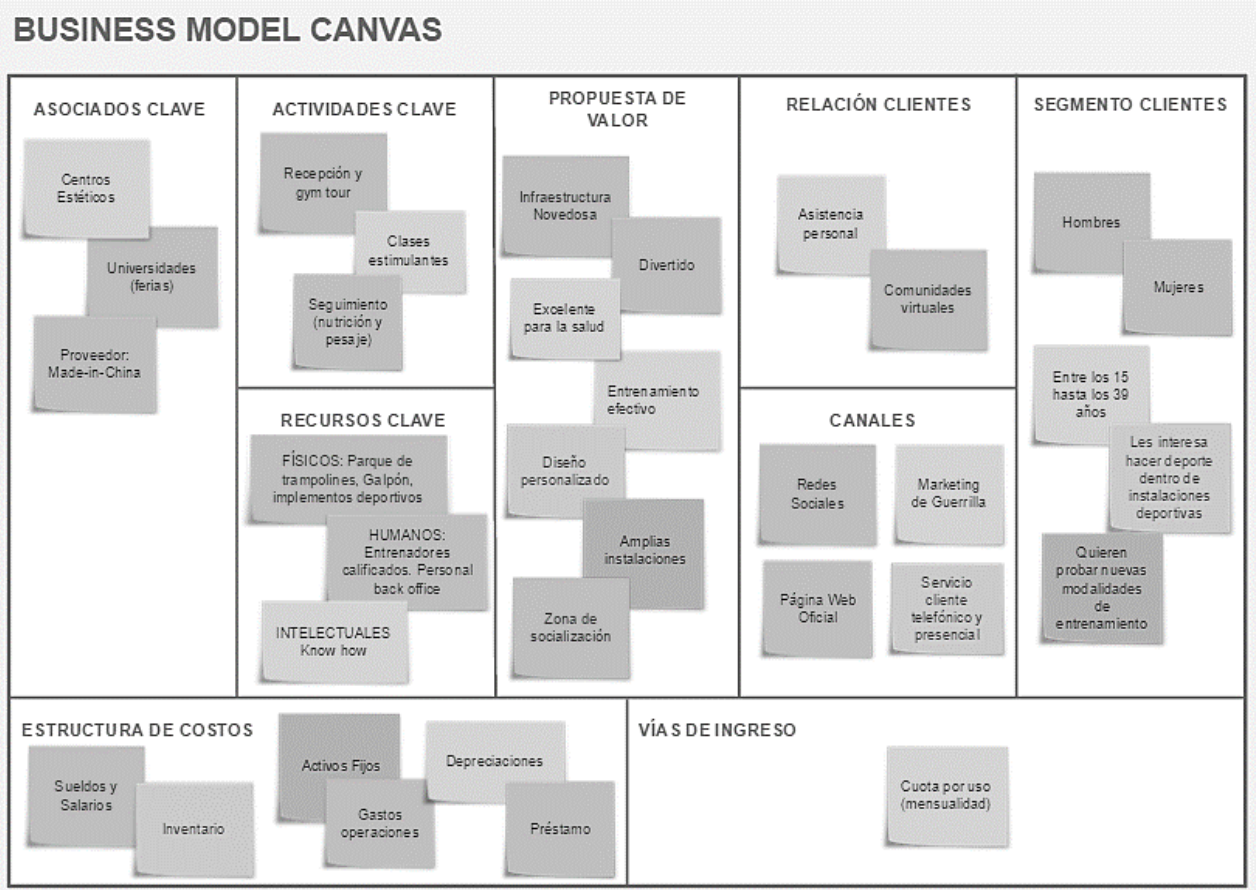 BUSINESS MODEL CANVAS
ASOCIADOS CLAVE
Centros
Estéticos
Universidades
(ferias)
Proveedor:
Made-in-China
ACTIVIDADES CLAVE
Recepción y
gym tour
Clases
estimulantes
Seguimiento
(nutrición y
pesaje)
RECURSOS CLAVE
FÍSICOS: Parque de
trampolines, Galpón,
implementos deportivos
HUMANOS:
Entrenadores
calificados. Personal
back office
INTELECTUALES
Know how
PROPUESTA DE
VALOR
Infraestructura
Novedosa
Divertido
Excelente
para la salud
Entrenamiento
efectivo
Diseño
personalizado
Amplias
instalaciones
Zona de
socialización
RELACIÓN CLIENTES
Asistencia
personal
Comunidades
virtuales
CANALES
Redes
Sociales
Marketing
de Guerrilla
Página Web
Oficial
Servicio
cliente
telefónico y
presencial
SEGMENTO CLIENTES
Hombres
Mujeres
Entre los 15
hasta los 39
años
Les interesa
hacer deporte
dentro de
instalaciones
deportivas
Quieren
probar nuevas
modalidades
de
entrenamiento
ESTRUCTURA DE COSTOS
Sueldos y
Salarios
Inventario
Activos Fijos
Gastos
operaciones
Depreciaciones
Préstamo
VÍAS DE INGRESO
Cuota por uso
(mensualidad)